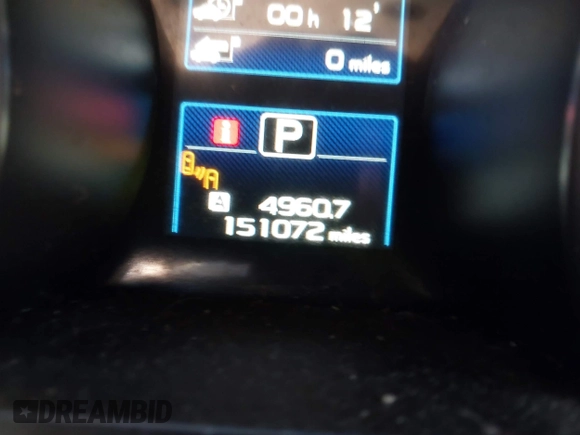 00h 12'
0 miles
P
A 4960.7
151072 miles
DREAMBID